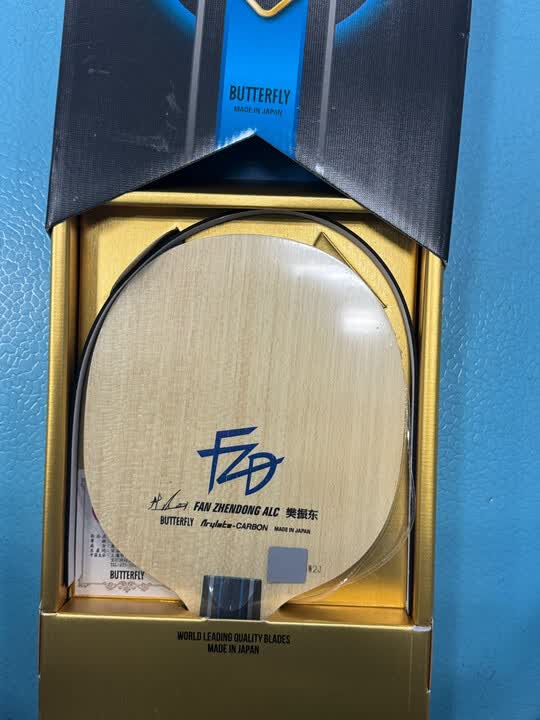 BUTTERFLY
MADE IN JAPAN
FZD
FAN ZHENDONG ALC 樊振东
BUTTERFLY Arylate-CARBON MADE IN JAPAN
BUTTERFLY
WORLD LEADING QUALITY BLADES
MADE IN JAPAN